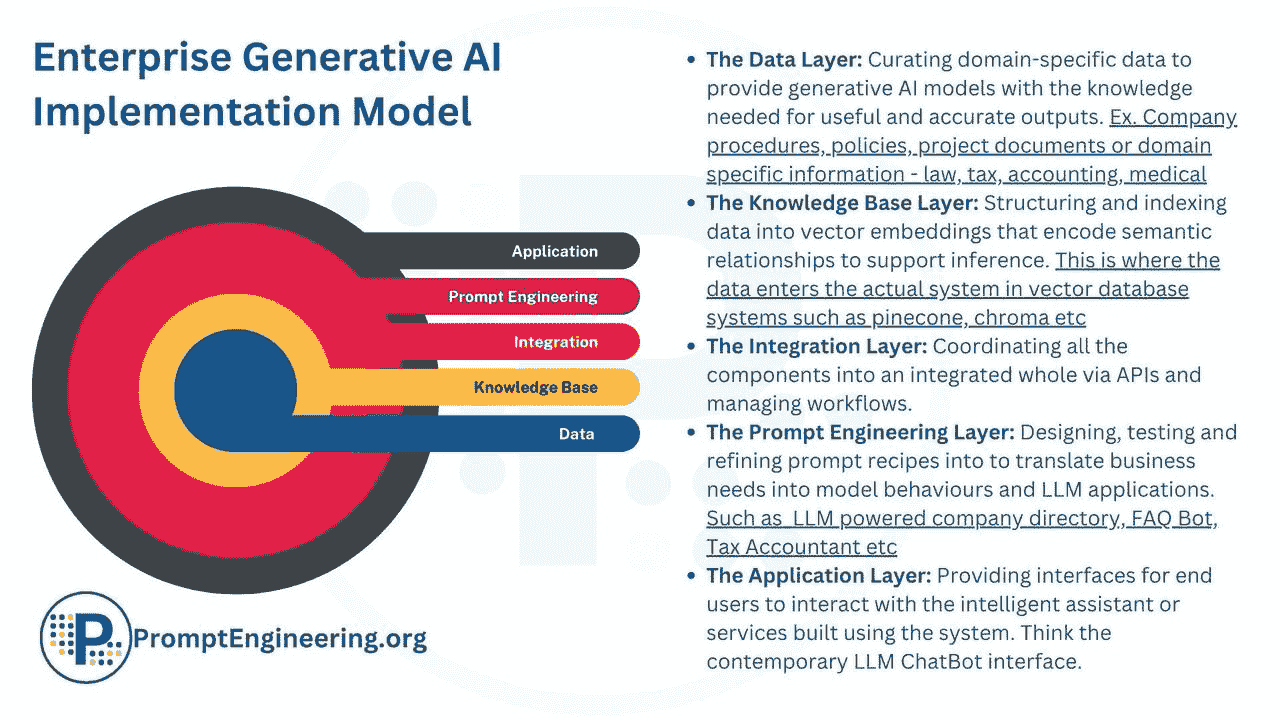 Enterprise Generative AI
Implementation Model
Application
Prompt Engineering
Integration
Knowledge Base
Data
P
PromptEngineering.org
• The Data Layer: Curating domain-specific data to
provide generative AI models with the knowledge
needed for useful and accurate outputs. Ex. Company
procedures, policies, project documents or domain
specific information - law, tax, accounting, medical
• The Knowledge Base Layer: Structuring and indexing
data into vector embeddings that encode semantic
relationships to support inference. This is where the
data enters the actual system in vector database
systems such as pinecone, chroma etc
• The Integration Layer: Coordinating all the
components into an integrated whole via APIs and
managing workflows.
• The Prompt Engineering Layer: Designing, testing and
refining prompt recipes into to translate business
needs into model behaviours and LLM applications.
Such as LLM powered company directory, FAQ Bot,
Tax Accountant etc
• The Application Layer: Providing interfaces for end
users to interact with the intelligent assistant or
services built using the system. Think the
contemporary LLM ChatBot interface.